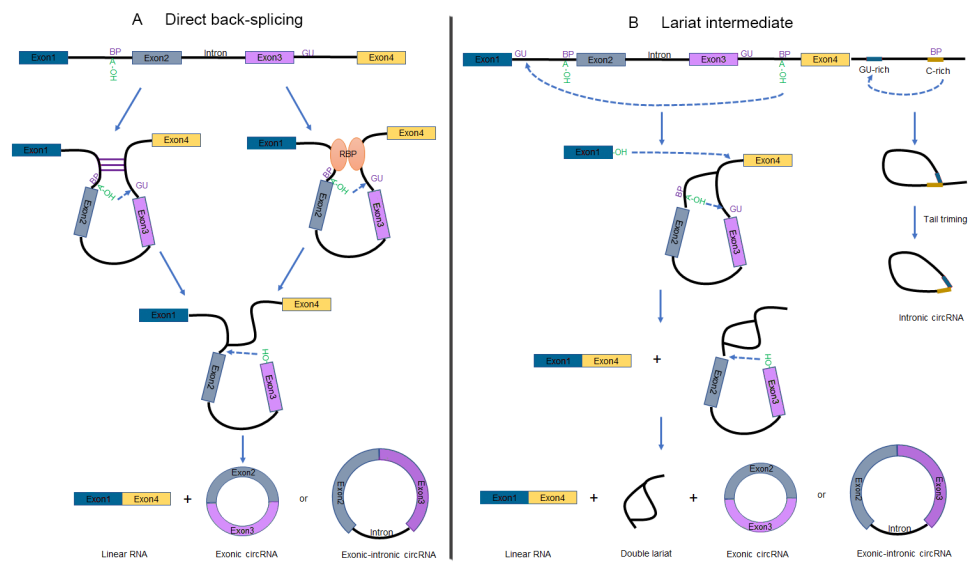 A Direct back-splicing
B Lariat intermediate
Exon1 BP Exon2 Intron Exon3 GU Exon4
A-OH
Exon1 GU BP Exon2 Intron Exon3 GU BP Exon4 GU-rich BP C-rich
A-OH A-OH
Exon1 Exon4
BP A-OH GU
Exon2 Exon3
Exon1 RBP Exon4
BP A-OH GU
Exon2 Exon3
Exon1 -OH Exon4
BP A-OH GU
Exon2 Exon3
Tail triming
Intronic circRNA
Exon1 Exon4
HO
Exon2 Exon3
Exon1 Exon4 +
HO
Exon2 Exon3
Exon1 Exon4 + Exon2 Exon3 or Exon2 Exon3 Intron
Linear RNA Exonic circRNA Exonic-intronic circRNA
Exon1 Exon4 + + Exon2 Exon3 or Exon2 Exon3 Intron
Linear RNA Double lariat Exonic circRNA Exonic-intronic circRNA